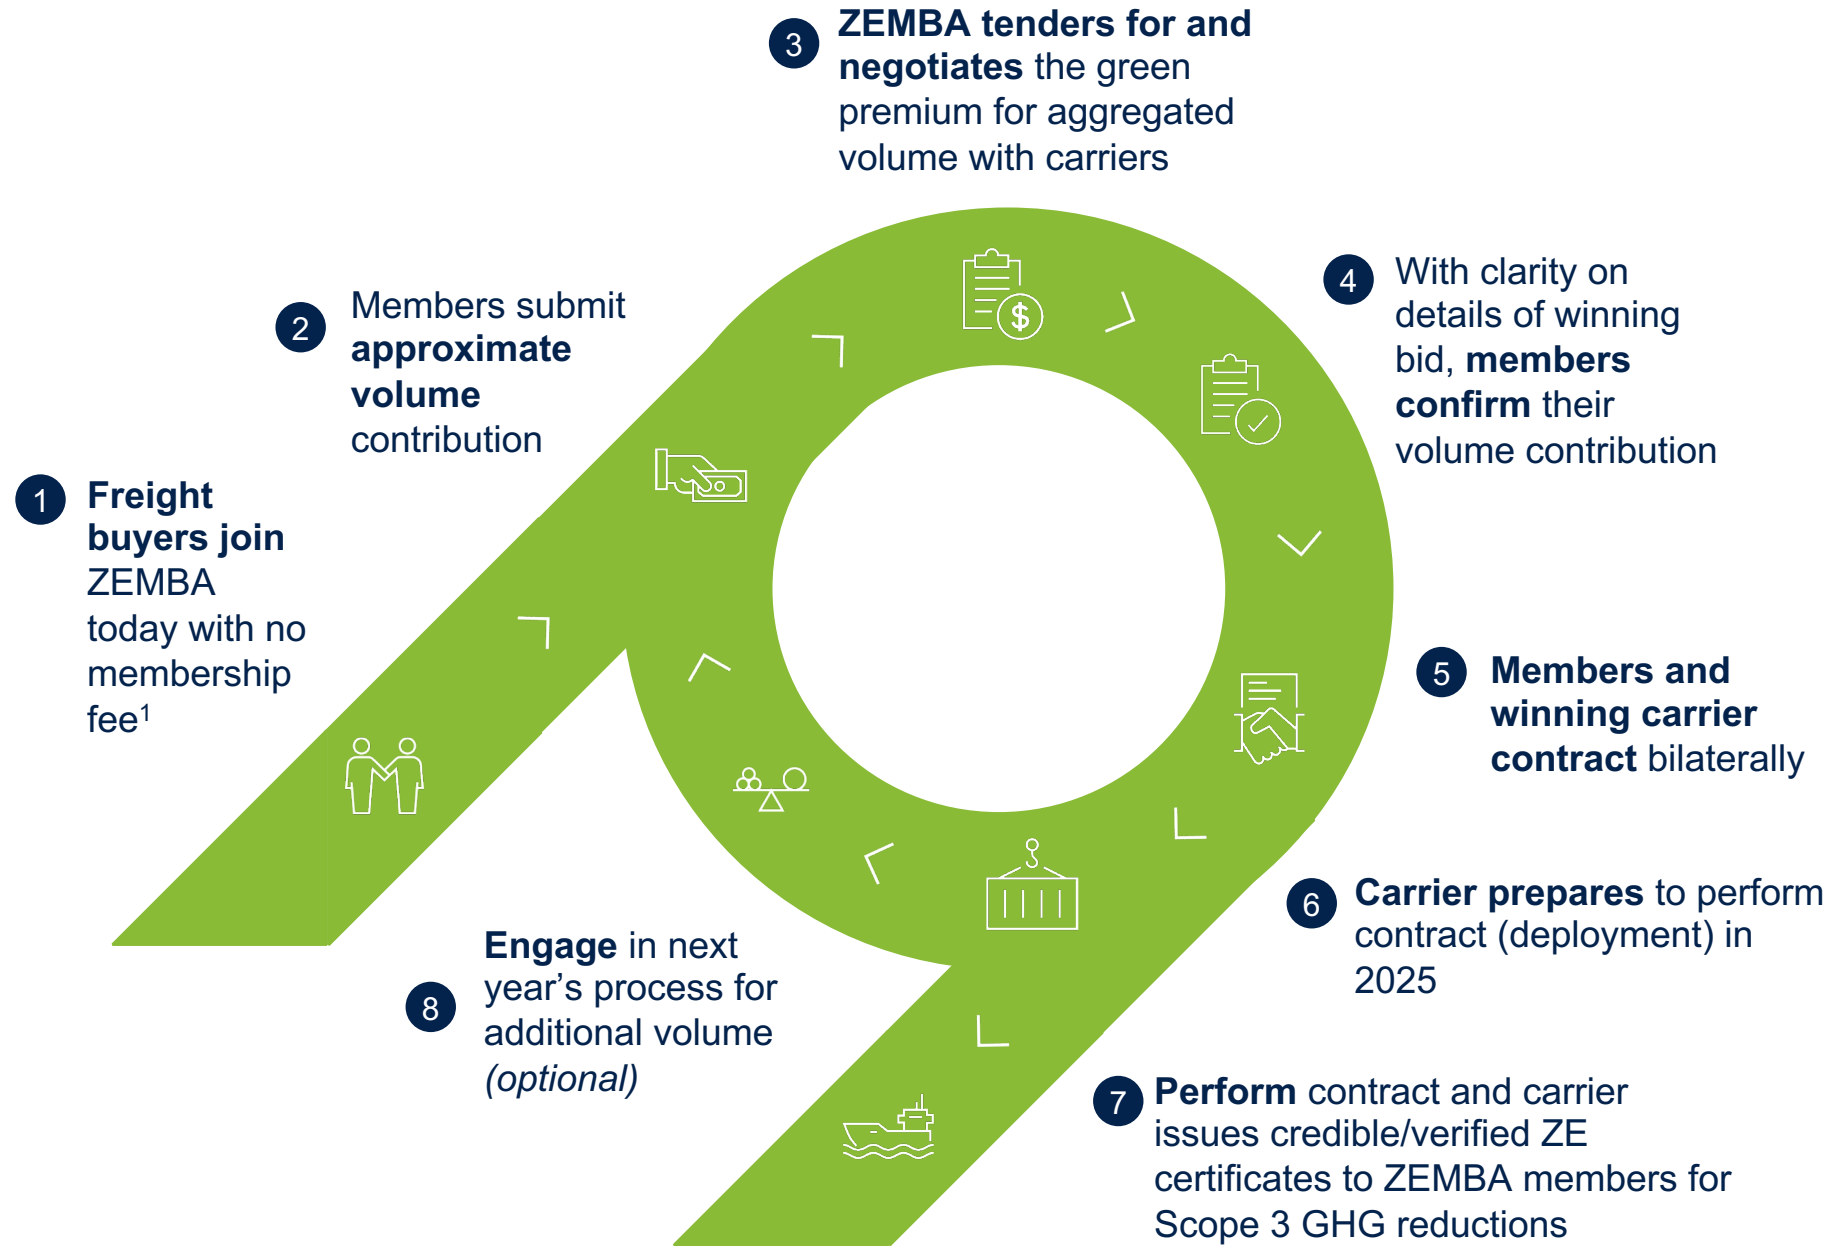 1
Freight
buyers join
ZEMBA
today with no
membership
fee¹
2
Members submit
approximate
volume
contribution
3
ZEMBA tenders for and
negotiates the green
premium for aggregated
volume with carriers
$
4
With clarity on
details of winning
bid, members
confirm their
volume contribution
5
Members and
winning carrier
contract bilaterally
6
Carrier prepares to perform
contract (deployment) in
2025
7
Perform contract and carrier
issues credible/verified ZE
certificates to ZEMBA members for
Scope 3 GHG reductions
8
Engage in next
year’s process for
additional volume
(optional)